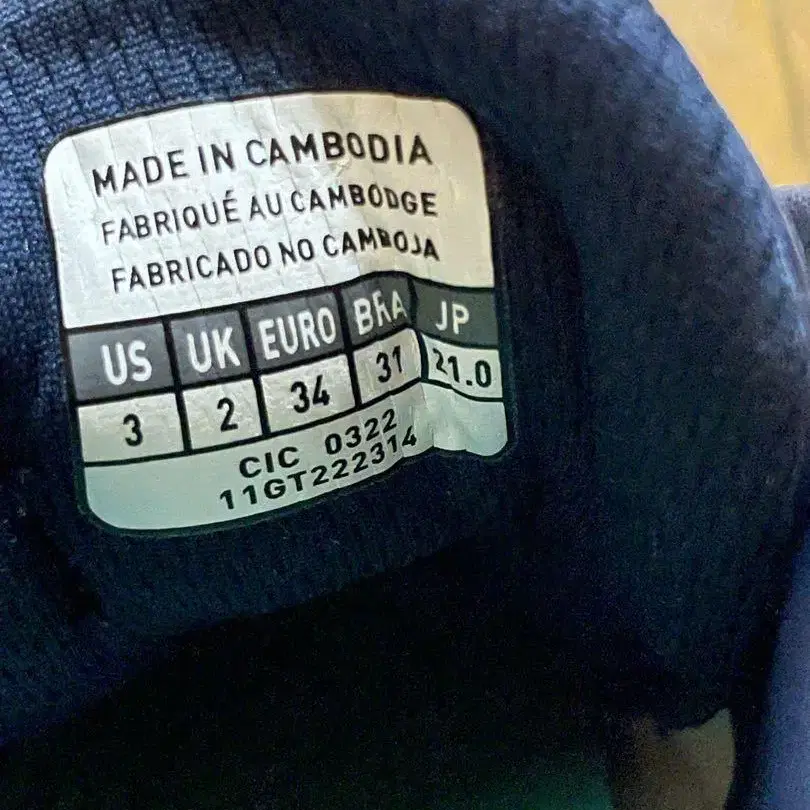 MADE IN CAMBODIA
FABRIQUÉ AU CAMBODGE
FABRICADO NO CAMBOJA
US UK EURO BRA JP
3 2 34 31 21.0
CIC 0322
11GT222314